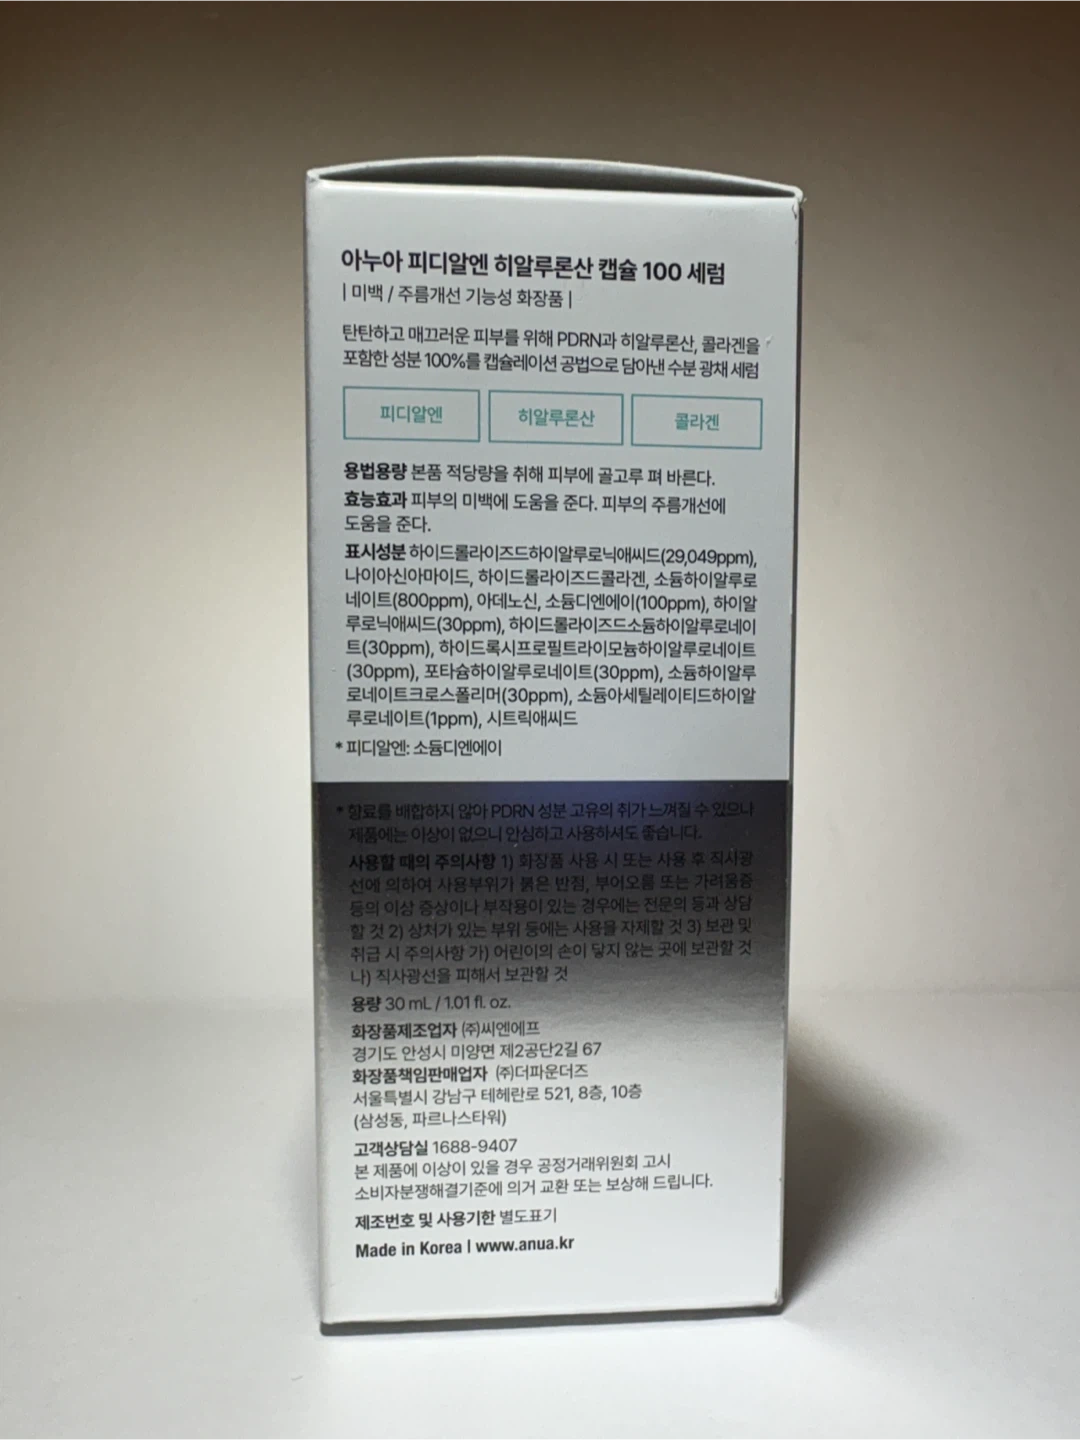 아누아 피디알엔 히알루론산 캡슐 100 세럼
| 미백 / 주름개선 기능성 화장품 |
탄탄하고 매끄러운 피부를 위해 PDRN과 히알루론산, 콜라겐을
포함한 성분 100%를 캡슐레이션 공법으로 담아낸 수분 광채 세럼
피디알엔 히알루론산 콜라겐
용법용량 본품 적당량을 취해 피부에 골고루 펴 바른다.
효능효과 피부의 미백에 도움을 준다. 피부의 주름개선에
도움을 준다.
표시성분 하이드롤라이즈드하이알루로닉애씨드(29,049ppm),
나이아신아마이드, 하이드롤라이즈드콜라겐, 소듐하이알루로
네이트(800ppm), 아데노신, 소듐디엔에이(100ppm), 하이알
루로닉애씨드(30ppm), 하이드롤라이즈드소듐하이알루로네이
트(30ppm), 하이드록시프로필트라이모늄하이알루로네이트
(30ppm), 포타슘하이알루로네이트(30ppm), 소듐하이알루
로네이트크로스폴리머(30ppm), 소듐아세틸레이티드하이알
루로네이트(1ppm), 시트릭애씨드
* 피디알엔: 소듐디엔에이
* 향료를 배합하지 않아 PDRN 성분 고유의 취가 느껴질 수 있으나
제품에는 이상이 없으니 안심하고 사용하셔도 좋습니다.
사용할 때의 주의사항 1) 화장품 사용 시 또는 사용 후 직사광
선에 의하여 사용부위가 붉은 반점, 부어오름 또는 가려움증
등의 이상 증상이나 부작용이 있는 경우에는 전문의 등과 상담
할 것 2) 상처가 있는 부위 등에는 사용을 자제할 것 3) 보관 및
취급 시 주의사항 가) 어린이의 손이 닿지 않는 곳에 보관할 것
나) 직사광선을 피해서 보관할 것
용량 30 mL / 1.01 fl. oz.
화장품제조업자 ㈜씨엔에프
경기도 안성시 미양면 제2공단2길 67
화장품책임판매업자 ㈜더파운더즈
서울특별시 강남구 테헤란로 521, 8층, 10층
(삼성동, 파르나스타워)
고객상담실 1688-9407
본 제품에 이상이 있을 경우 공정거래위원회 고시
소비자분쟁해결기준에 의거 교환 또는 보상해 드립니다.
제조번호 및 사용기한 별도표기
Made in Korea | www.anua.kr